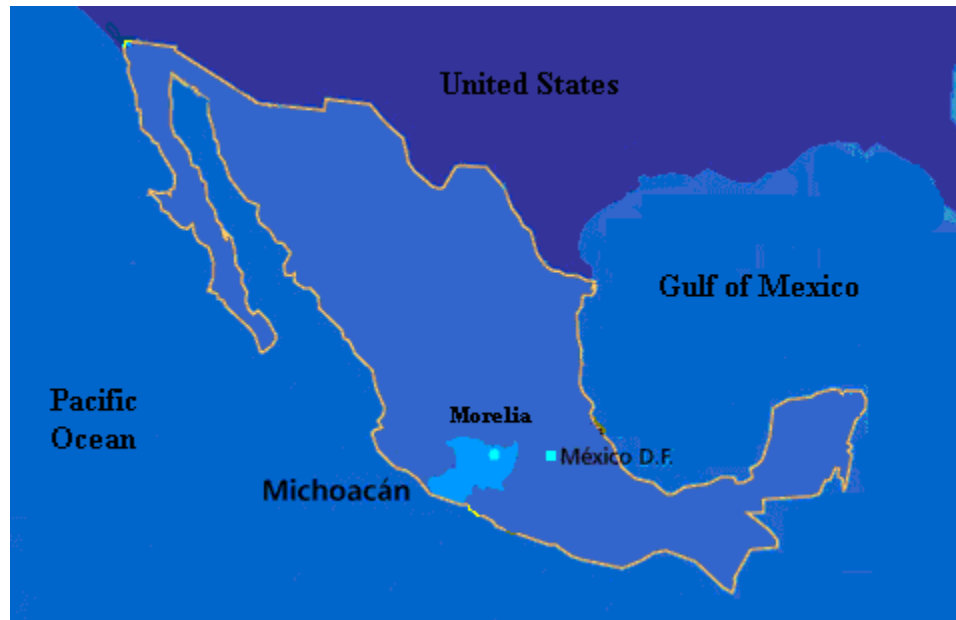 United States
Gulf of Mexico
Pacific
Ocean
Morelia
México D.F.
Michoacán